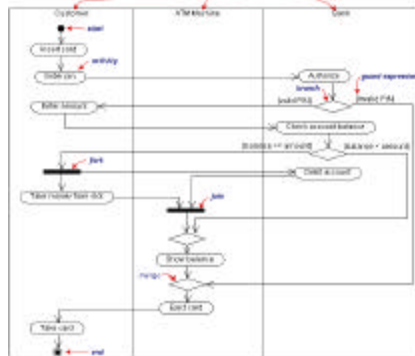 Customer
ATM Machine
Bank
start
Insert card
activity
Enter pin
Authorize
branch
guard expression
Enter amount
[valid PIN]
[invalid PIN]
Check account balance
[balance >= amount]
[balance < amount]
fork
Debit account
Take money from slot
join
Show balance
merge
Eject card
Take card
end